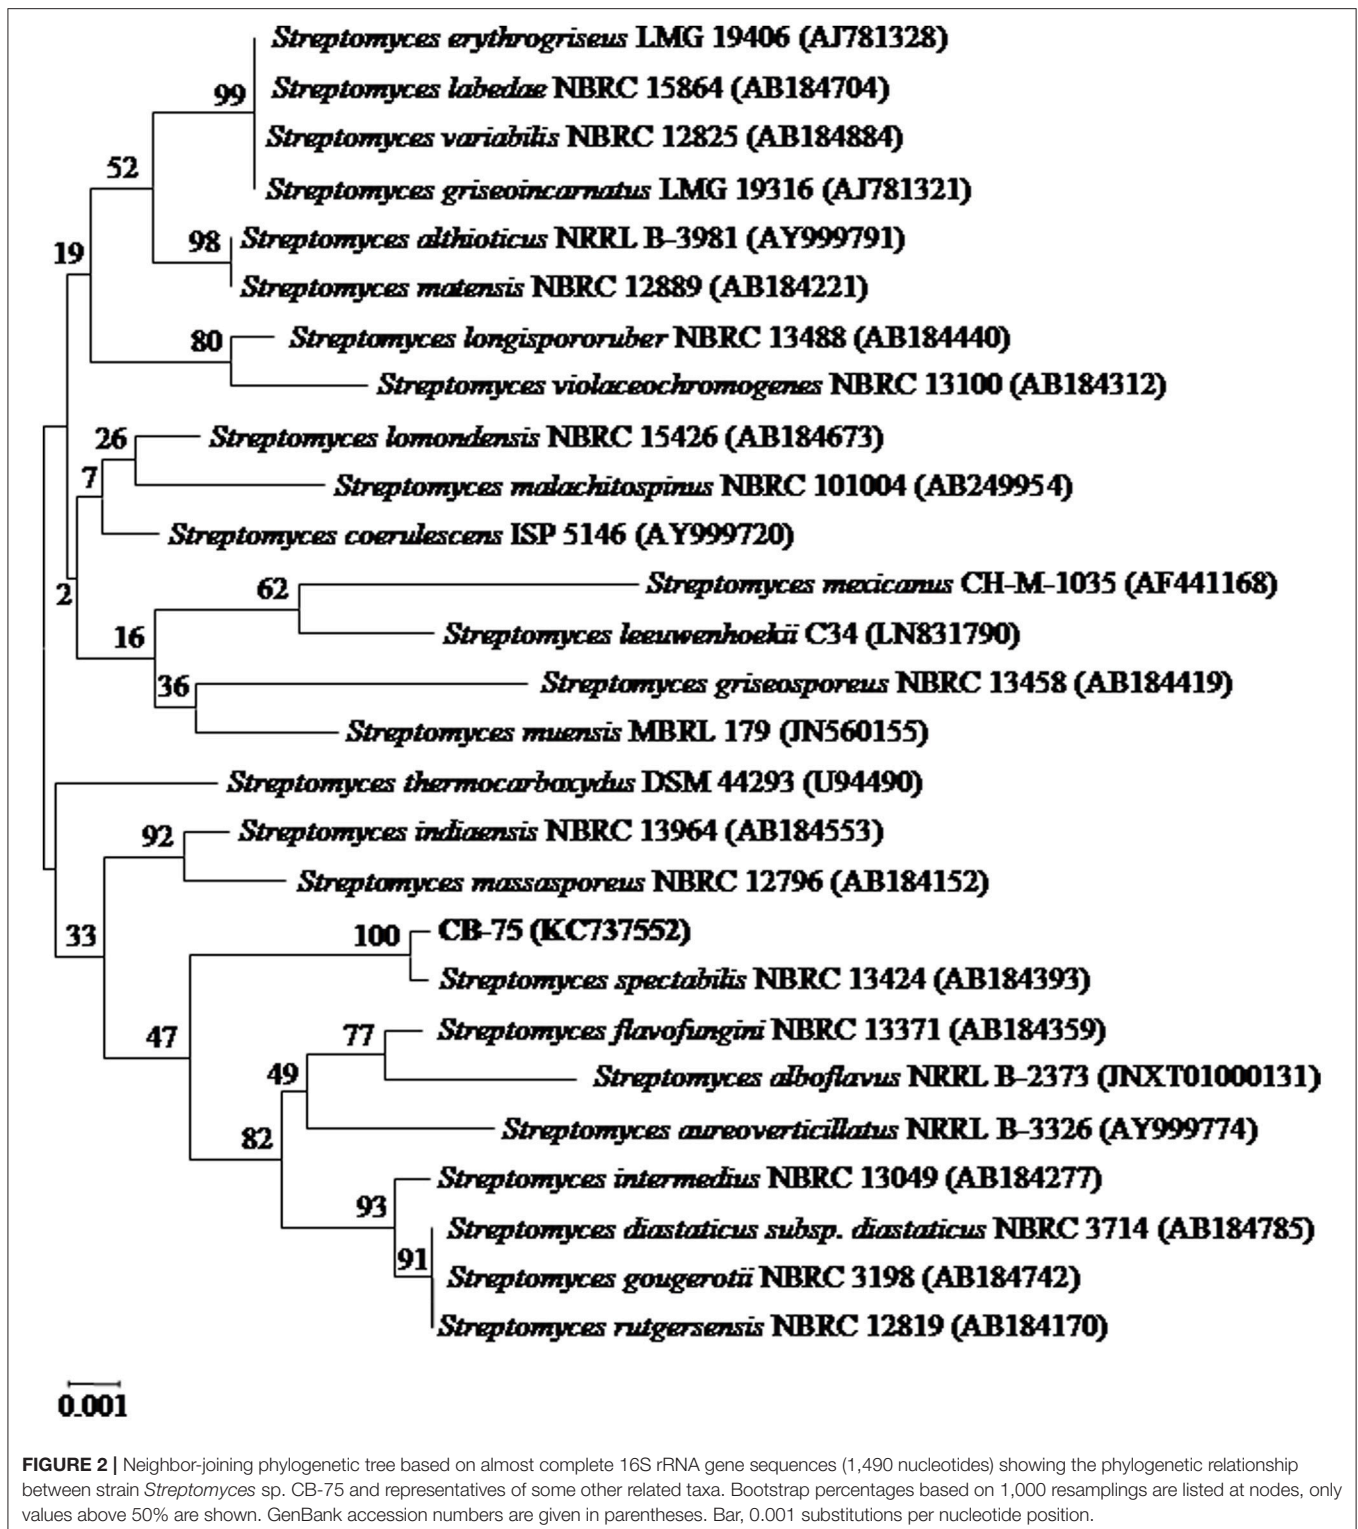 Streptomyces erythrogriseus LMG 19406 (AJ781328)
Streptomyces labedae NBRC 15864 (AB184704)
99
Streptomyces variabilis NBRC 12825 (AB184884)
52
Streptomyces griseoincarnatus LMG 19316 (AJ781321)
98
Streptomyces althioticus NRRL B-3981 (AY999791)
19
Streptomyces matensis NBRC 12889 (AB184221)
80
Streptomyces longispororuber NBRC 13488 (AB184440)
Streptomyces violaceochromogenes NBRC 13100 (AB184312)
26
Streptomyces lomondensis NBRC 15426 (AB184673)
7
Streptomyces malachitospinus NBRC 101004 (AB249954)
Streptomyces coerulescens ISP 5146 (AY999720)
2
62
Streptomyces mexicanus CH-M-1035 (AF441168)
16
Streptomyces leeuwenhoekii C34 (LN831790)
36
Streptomyces griseosporeus NBRC 13458 (AB184419)
Streptomyces muensis MBRL 179 (JN560155)
Streptomyces thermocarboxydus DSM 44293 (U94490)
92
Streptomyces indiaensis NBRC 13964 (AB184553)
Streptomyces massasporeus NBRC 12796 (AB184152)
33
100
CB-75 (KC737552)
Streptomyces spectabilis NBRC 13424 (AB184393)
47
77
Streptomyces flavofungini NBRC 13371 (AB184359)
49
Streptomyces alboflavus NRRL B-2373 (JNXT01000131)
82
Streptomyces aureoverticillatus NRRL B-3326 (AY999774)
93
Streptomyces intermedius NBRC 13049 (AB184277)
Streptomyces diastaticus subsp. diastaticus NBRC 3714 (AB184785)
91
Streptomyces gougerotii NBRC 3198 (AB184742)
Streptomyces rutgersensis NBRC 12819 (AB184170)
0.001
FIGURE 2 | Neighbor-joining phylogenetic tree based on almost complete 16S rRNA gene sequences (1,490 nucleotides) showing the phylogenetic relationship
between strain Streptomyces sp. CB-75 and representatives of some other related taxa. Bootstrap percentages based on 1,000 resamplings are listed at nodes, only
values above 50% are shown. GenBank accession numbers are given in parentheses. Bar, 0.001 substitutions per nucleotide position.